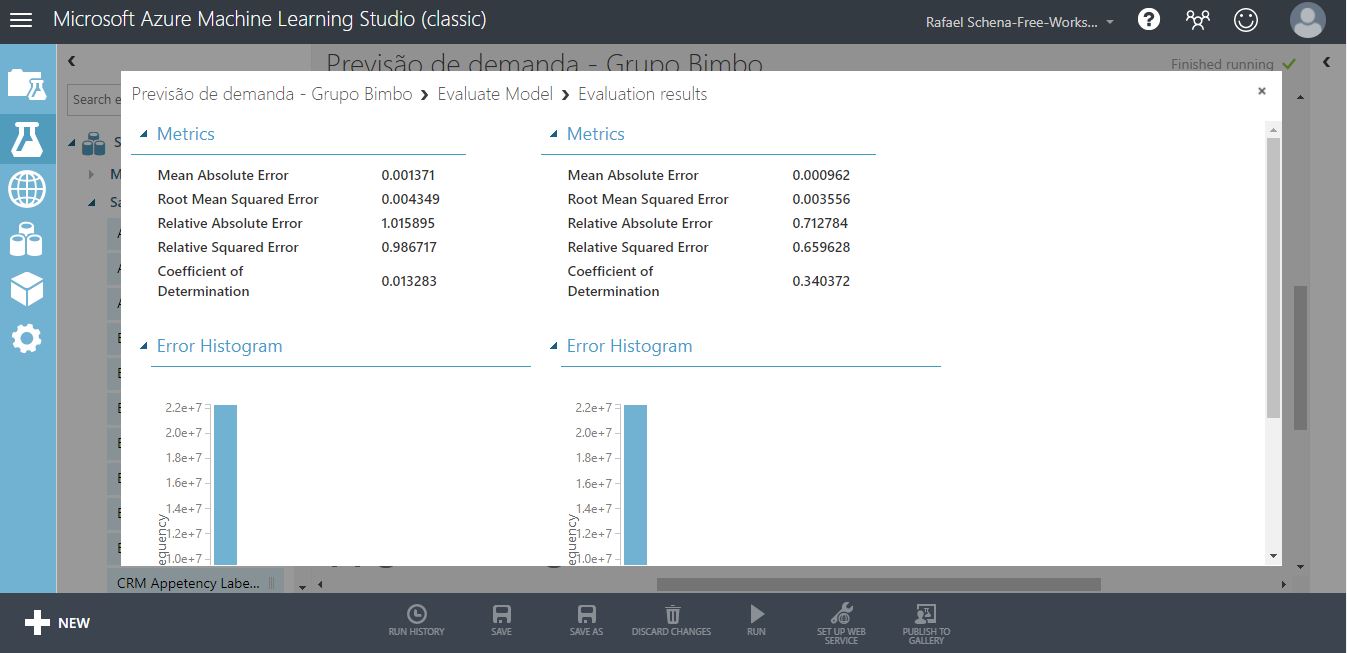 Microsoft Azure Machine Learning Studio (classic)
Rafael Schena-Free-Works...
Previsão de demanda - Grupo Bimbo
Finished running
Search e
Previsão de demanda - Grupo Bimbo > Evaluate Model > Evaluation results
Metrics
Mean Absolute Error 0.001371
Root Mean Squared Error 0.004349
Relative Absolute Error 1.015895
Relative Squared Error 0.986717
Coefficient of
Determination 0.013283
Metrics
Mean Absolute Error 0.000962
Root Mean Squared Error 0.003556
Relative Absolute Error 0.712784
Relative Squared Error 0.659628
Coefficient of
Determination 0.340372
Error Histogram
2.2e+7
2.0e+7
1.8e+7
1.6e+7
1.4e+7
1.2e+7
1.0e+7
equency
Error Histogram
2.2e+7
2.0e+7
1.8e+7
1.6e+7
1.4e+7
1.2e+7
1.0e+7
equency
CRM Appetency Labe...
NEW
RUN HISTORY
SAVE
SAVE AS
DISCARD CHANGES
RUN
SET UP WEB
SERVICE
PUBLISH TO
GALLERY